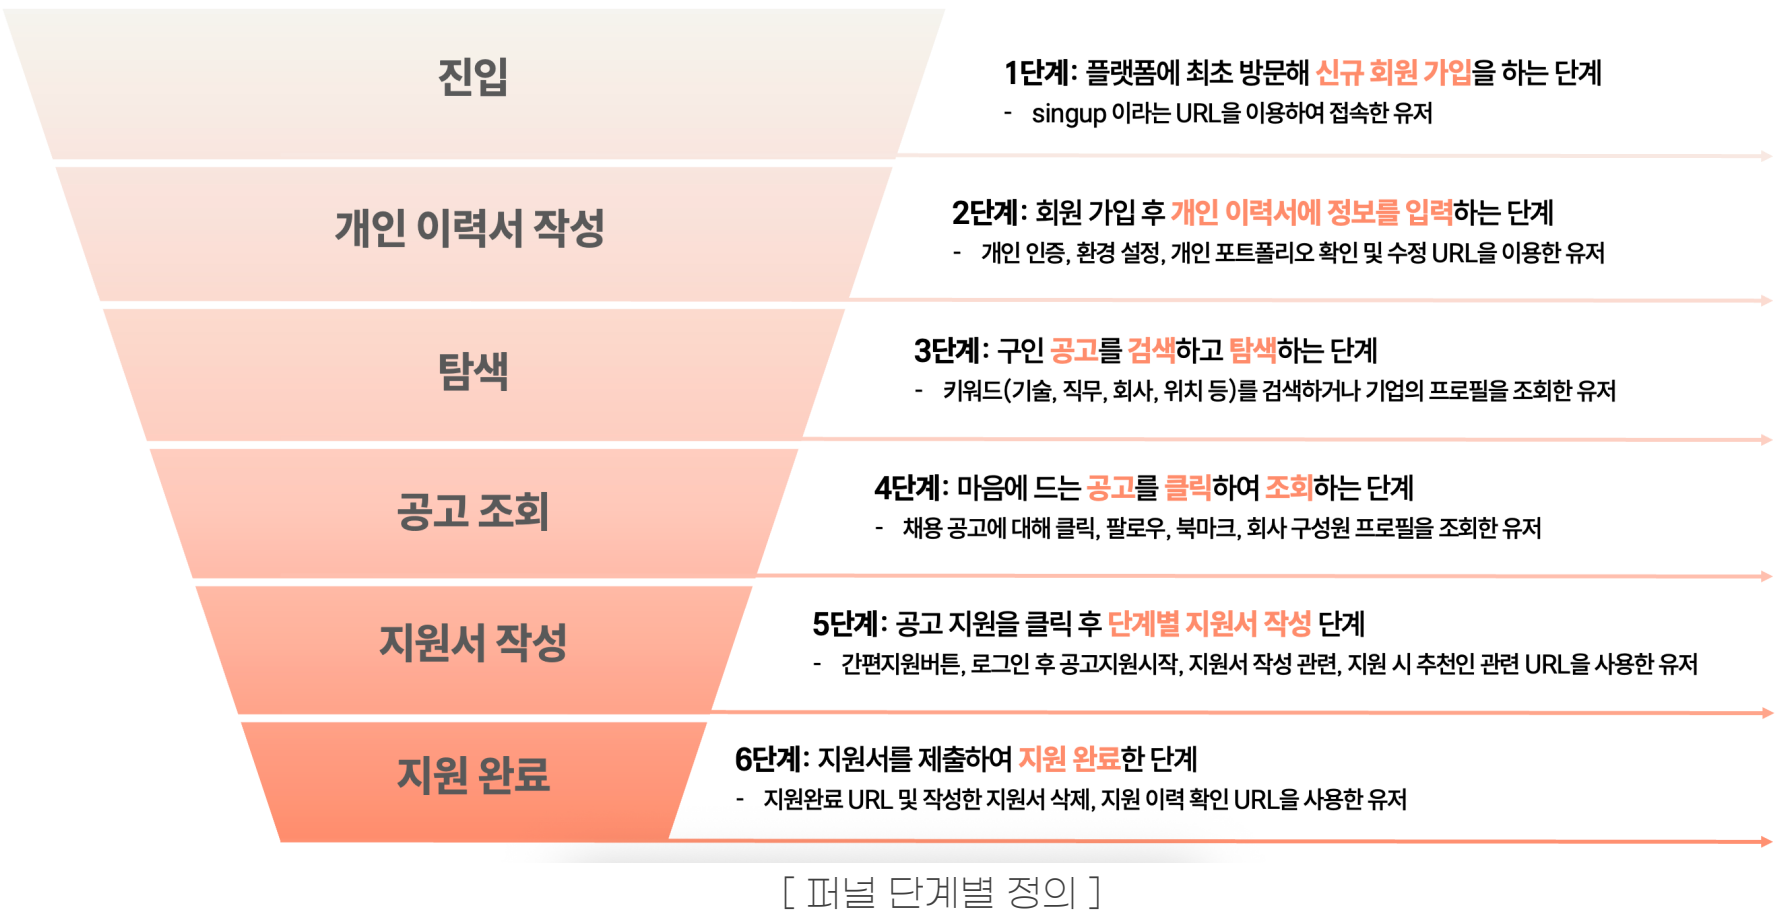 진입
1단계: 플랫폼에 최초 방문해 신규 회원 가입을 하는 단계
- singup 이라는 URL을 이용하여 접속한 유저
개인 이력서 작성
2단계: 회원 가입 후 개인 이력서에 정보를 입력하는 단계
- 개인 인증, 환경 설정, 개인 포트폴리오 확인 및 수정 URL을 이용한 유저
탐색
3단계: 구인 공고를 검색하고 탐색하는 단계
- 키워드(기술, 직무, 회사, 위치 등)를 검색하거나 기업의 프로필을 조회한 유저
공고 조회
4단계: 마음에 드는 공고를 클릭하여 조회하는 단계
- 채용 공고에 대해 클릭, 팔로우, 북마크, 회사 구성원 프로필을 조회한 유저
지원서 작성
5단계: 공고 지원을 클릭 후 단계별 지원서 작성 단계
- 간편지원버튼, 로그인 후 공고지원시작, 지원서 작성 관련, 지원 시 추천인 관련 URL을 사용한 유저
지원 완료
6단계: 지원서를 제출하여 지원 완료한 단계
- 지원완료 URL 및 작성한 지원서 삭제, 지원 이력 확인 URL을 사용한 유저
[ 퍼널 단계별 정의 ]